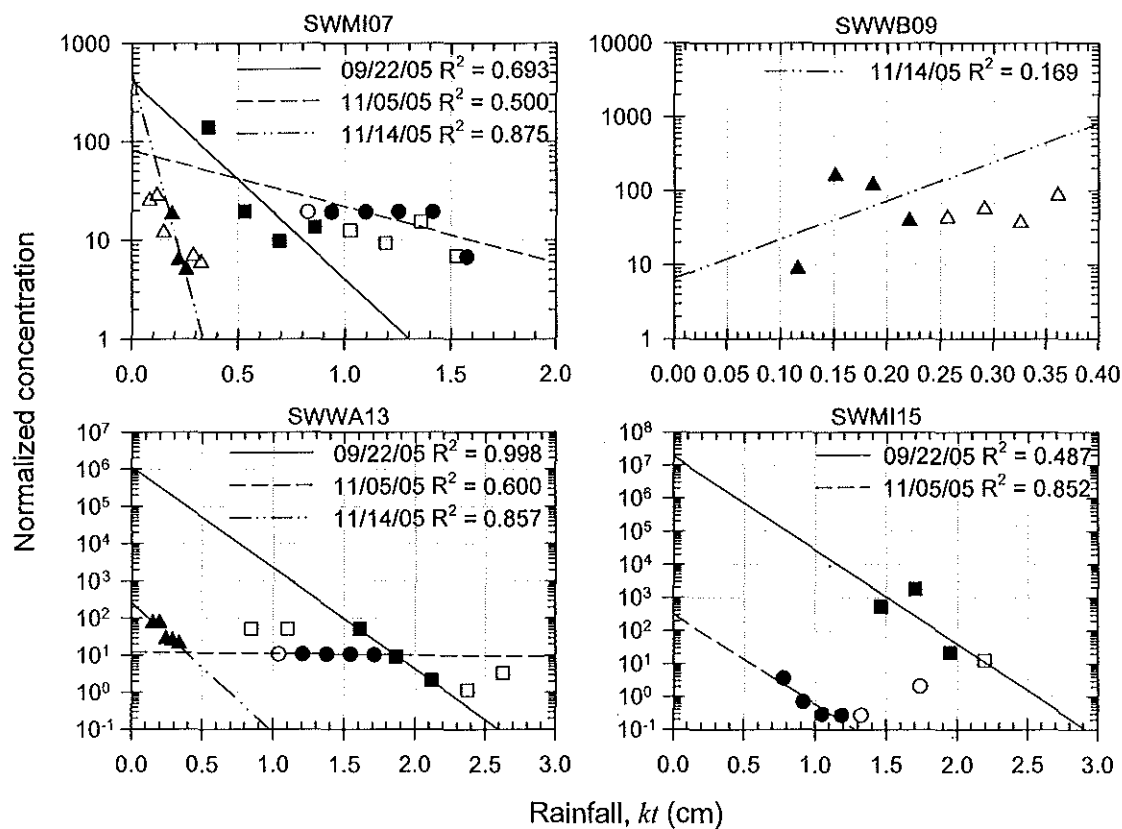 SWMI07
09/22/05 R² = 0.693
11/05/05 R² = 0.500
11/14/05 R² = 0.875
1000
100
10
1
0.0 0.5 1.0 1.5 2.0
SWWB09
11/14/05 R² = 0.169
10000
1000
100
10
1
0.00 0.05 0.10 0.15 0.20 0.25 0.30 0.35 0.40
Normalized concentration
SWWA13
09/22/05 R² = 0.998
11/05/05 R² = 0.600
11/14/05 R² = 0.857
10⁷
10⁶
10⁵
10⁴
10³
10²
10¹
10⁰
10⁻¹
0.0 0.5 1.0 1.5 2.0 2.5 3.0
SWMI15
09/22/05 R² = 0.487
11/05/05 R² = 0.852
10⁸
10⁷
10⁶
10⁵
10⁴
10³
10²
10¹
10⁰
10⁻¹
0.0 0.5 1.0 1.5 2.0 2.5 3.0
Rainfall, kt (cm)